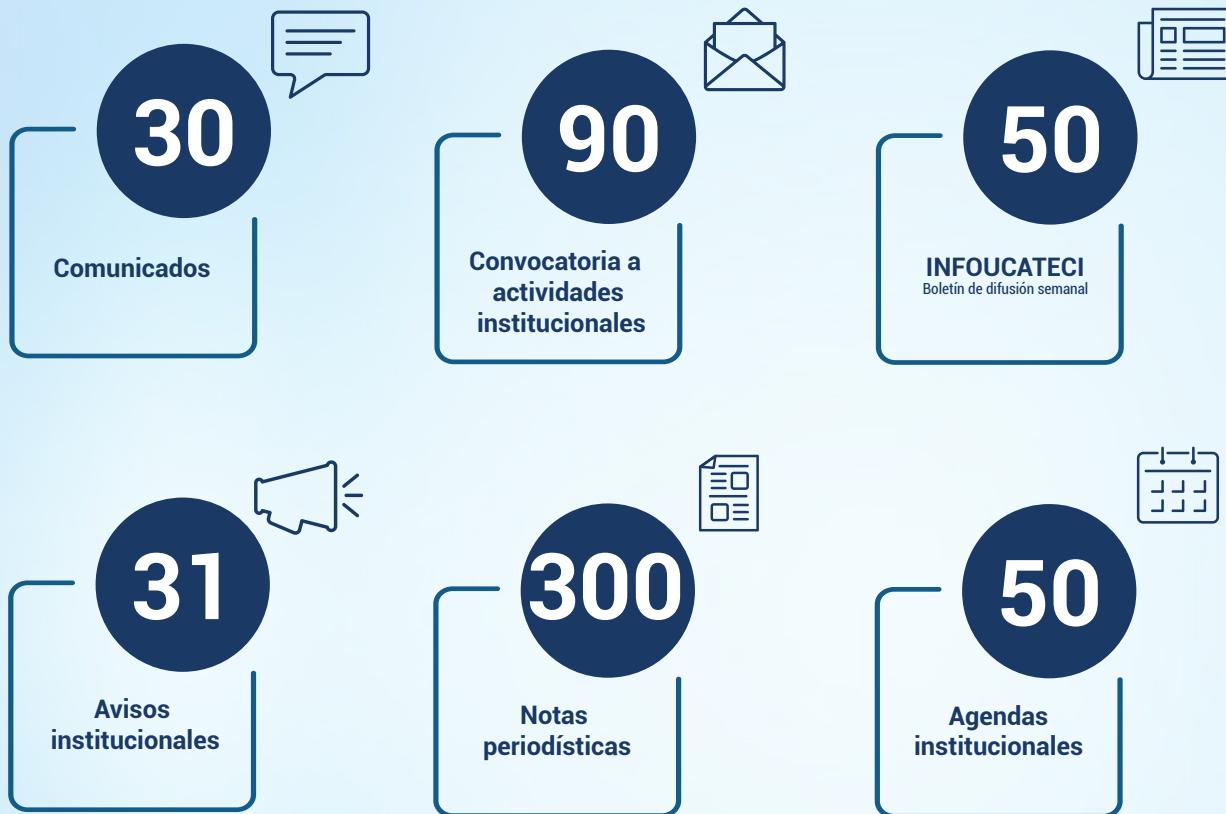 30
Comunicados
90
Convocatoria a
actividades
institucionales
50
INFOUCATECI
Boletín de difusión semanal
31
Avisos
institucionales
300
Notas
periodísticas
50
Agendas
institucionales